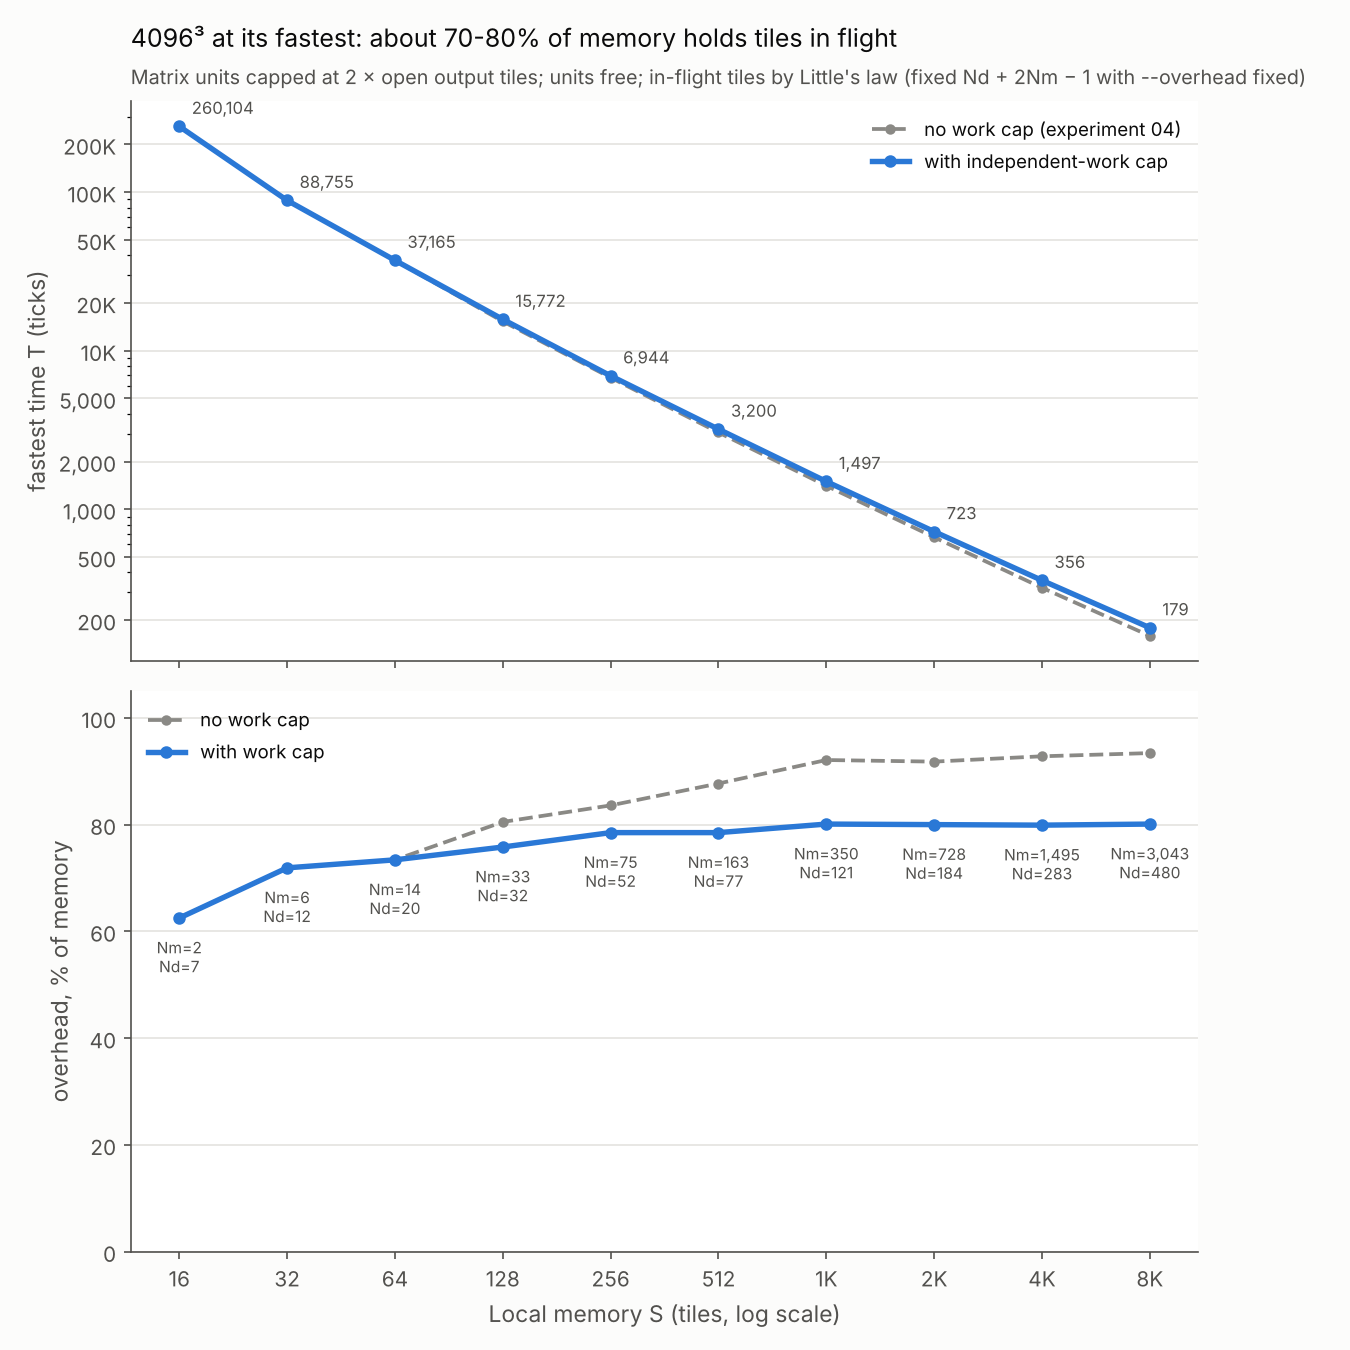 4096³ at its fastest: about 70-80% of memory holds tiles in flight
Matrix units capped at 2 × open output tiles; units free; in-flight tiles by Little's law (fixed Nd + 2Nm − 1 with --overhead fixed)
fastest time T (ticks)
200K
100K
50K
20K
10K
5,000
2,000
1,000
500
200
no work cap (experiment 04)
with independent-work cap
260,104
88,755
37,165
15,772
6,944
3,200
1,497
723
356
179
overhead, % of memory
100
80
60
40
20
0
no work cap
with work cap
Nm=2
Nd=7
Nm=6
Nd=12
Nm=14
Nd=20
Nm=33
Nd=32
Nm=75
Nd=52
Nm=163
Nd=77
Nm=350
Nd=121
Nm=728
Nd=184
Nm=1,495
Nd=283
Nm=3,043
Nd=480
16 32 64 128 256 512 1K 2K 4K 8K
Local memory S (tiles, log scale)